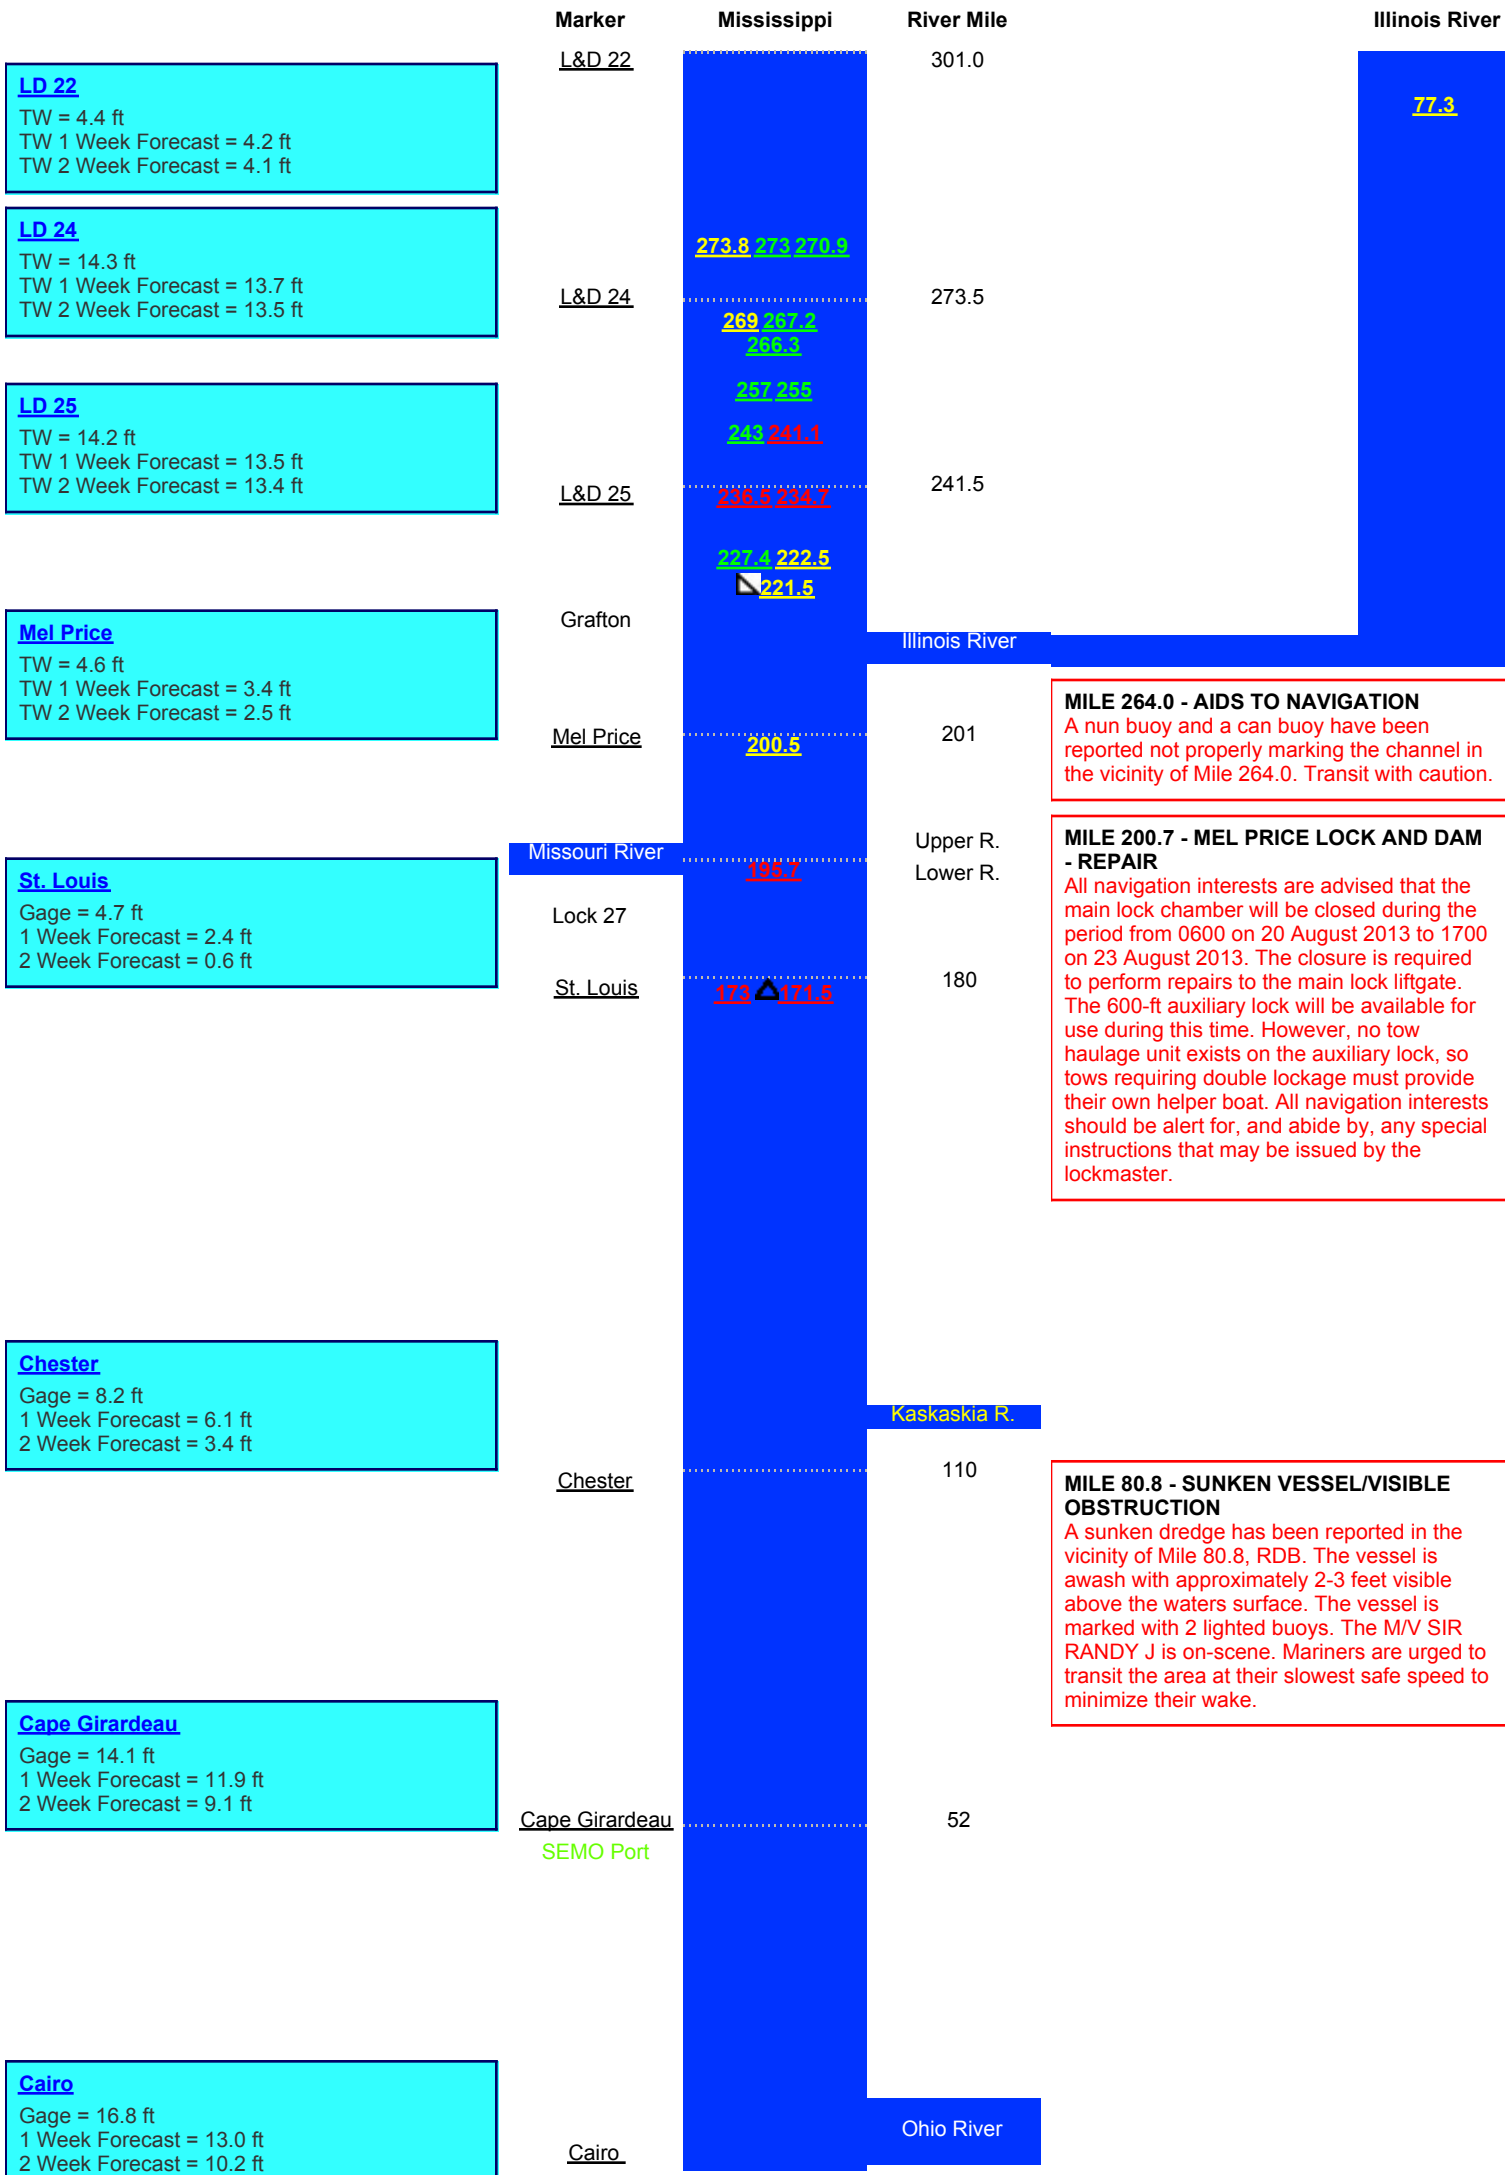 Marker Mississippi River Mile Illinois River
L&D 22 301.0
LD 22
TW = 4.4 ft
TW 1 Week Forecast = 4.2 ft
TW 2 Week Forecast = 4.1 ft
77.3
LD 24
TW = 14.3 ft
TW 1 Week Forecast = 13.7 ft
TW 2 Week Forecast = 13.5 ft
273.8 273 270.9
L&D 24 273.5
269 267.2
266.3
LD 25
TW = 14.2 ft
TW 1 Week Forecast = 13.5 ft
TW 2 Week Forecast = 13.4 ft
257 255
243 241.1
L&D 25 241.5
236.5 234.7
227.4 222.5
221.5
Grafton
Illinois River
Mel Price
TW = 4.6 ft
TW 1 Week Forecast = 3.4 ft
TW 2 Week Forecast = 2.5 ft
Mel Price 201
200.5
MILE 264.0 - AIDS TO NAVIGATION
A nun buoy and a can buoy have been
reported not properly marking the channel in
the vicinity of Mile 264.0. Transit with caution.
Missouri River
Upper R.
Lower R.
195.7
St. Louis
Gage = 4.7 ft
1 Week Forecast = 2.4 ft
2 Week Forecast = 0.6 ft
Lock 27
St. Louis 180
173 171.5
MILE 200.7 - MEL PRICE LOCK AND DAM
- REPAIR
All navigation interests are advised that the
main lock chamber will be closed during the
period from 0600 on 20 August 2013 to 1700
on 23 August 2013. The closure is required
to perform repairs to the main lock liftgate.
The 600-ft auxiliary lock will be available for
use during this time. However, no tow
haulage unit exists on the auxiliary lock, so
tows requiring double lockage must provide
their own helper boat. All navigation interests
should be alert for, and abide by, any special
instructions that may be issued by the
lockmaster.
Chester
Gage = 8.2 ft
1 Week Forecast = 6.1 ft
2 Week Forecast = 3.4 ft
Kaskaskia R.
Chester 110
MILE 80.8 - SUNKEN VESSEL/VISIBLE
OBSTRUCTION
A sunken dredge has been reported in the
vicinity of Mile 80.8, RDB. The vessel is
awash with approximately 2-3 feet visible
above the waters surface. The vessel is
marked with 2 lighted buoys. The M/V SIR
RANDY J is on-scene. Mariners are urged to
transit the area at their slowest safe speed to
minimize their wake.
Cape Girardeau
Gage = 14.1 ft
1 Week Forecast = 11.9 ft
2 Week Forecast = 9.1 ft
Cape Girardeau 52
SEMO Port
Cairo
Gage = 16.8 ft
1 Week Forecast = 13.0 ft
2 Week Forecast = 10.2 ft
Ohio River
Cairo